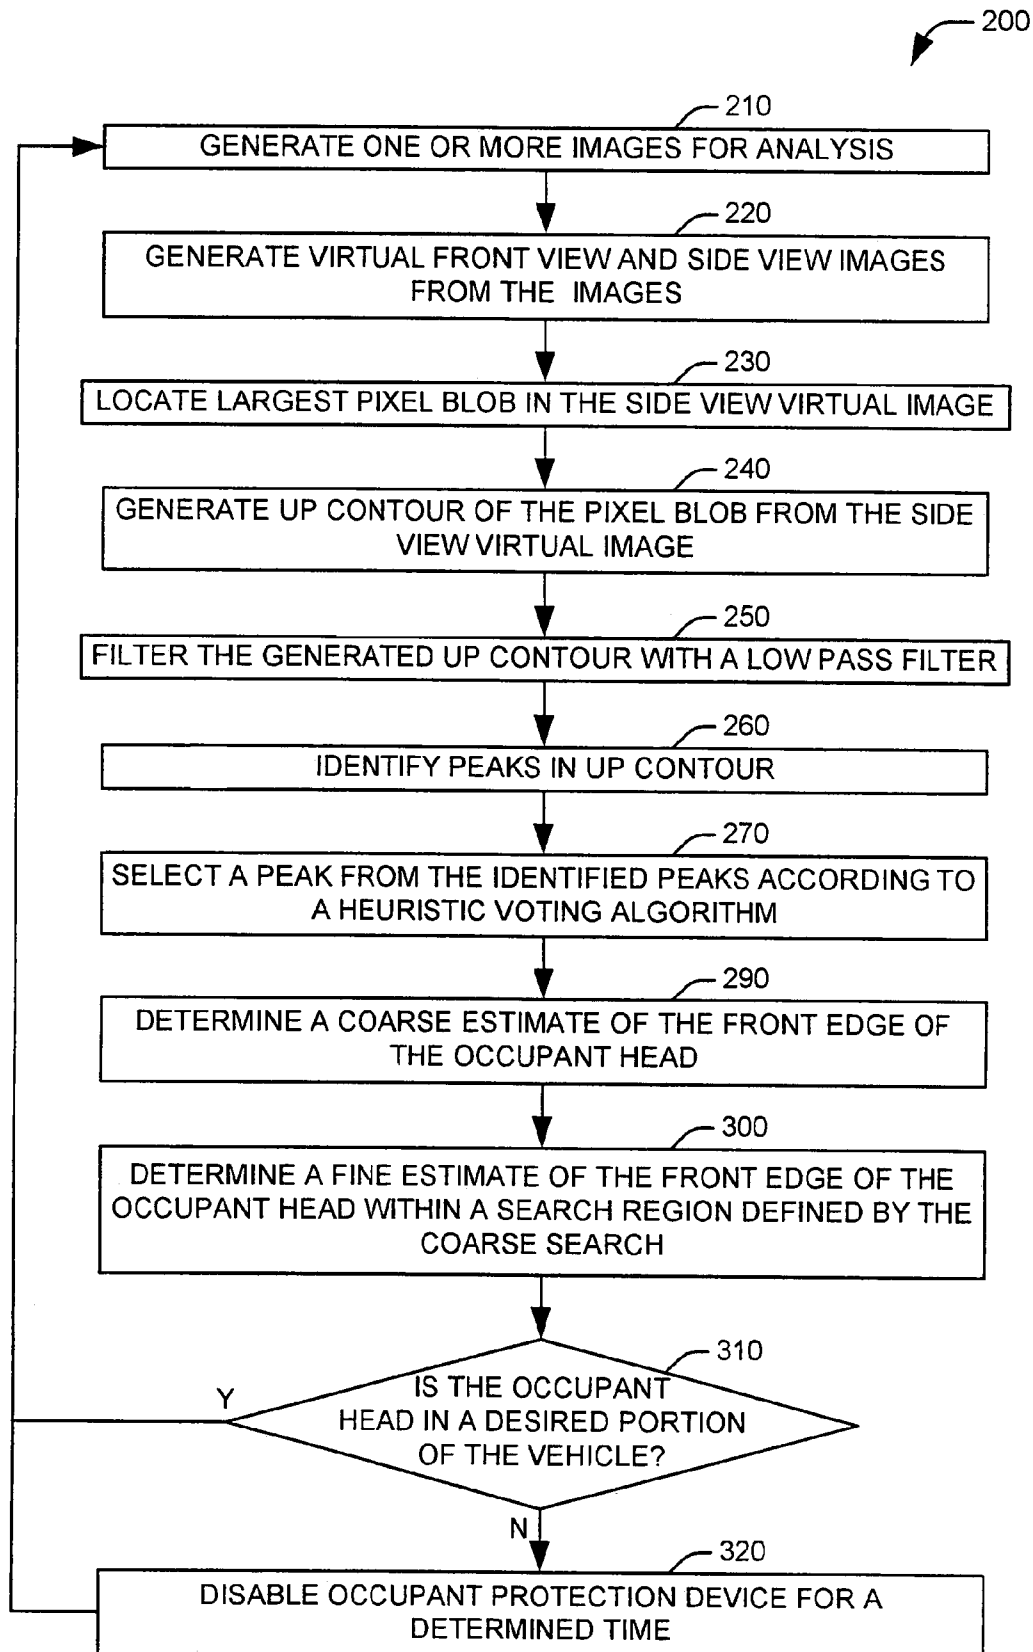 200
210
GENERATE ONE OR MORE IMAGES FOR ANALYSIS
220
GENERATE VIRTUAL FRONT VIEW AND SIDE VIEW IMAGES
FROM THE IMAGES
230
LOCATE LARGEST PIXEL BLOB IN THE SIDE VIEW VIRTUAL IMAGE
240
GENERATE UP CONTOUR OF THE PIXEL BLOB FROM THE SIDE
VIEW VIRTUAL IMAGE
250
FILTER THE GENERATED UP CONTOUR WITH A LOW PASS FILTER
260
IDENTIFY PEAKS IN UP CONTOUR
270
SELECT A PEAK FROM THE IDENTIFIED PEAKS ACCORDING TO
A HEURISTIC VOTING ALGORITHM
290
DETERMINE A COARSE ESTIMATE OF THE FRONT EDGE OF
THE OCCUPANT HEAD
300
DETERMINE A FINE ESTIMATE OF THE FRONT EDGE OF THE
OCCUPANT HEAD WITHIN A SEARCH REGION DEFINED BY THE
COARSE SEARCH
310
Y
IS THE OCCUPANT
HEAD IN A DESIRED PORTION
OF THE VEHICLE?
N
320
DISABLE OCCUPANT PROTECTION DEVICE FOR A
DETERMINED TIME